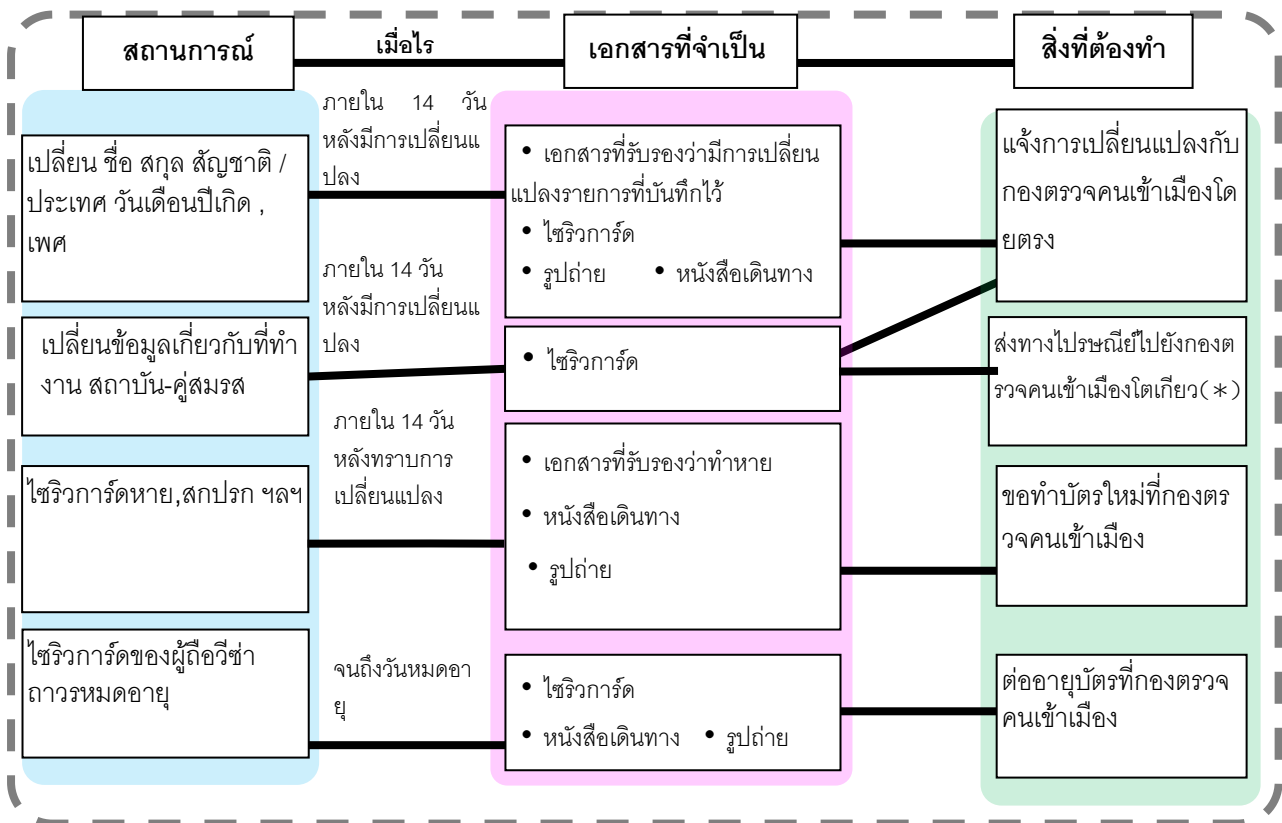 สถานการณ์ เมื่อไร เอกสารที่จำเป็น สิ่งที่ต้องทำ
เปลี่ยน ชื่อ สกุล สัญชาติ /
ประเทศ วันเดือนปีเกิด ,
เพศ
ภายใน 14 วัน
หลังมีการเปลี่ยนแ
ปลง
• เอกสารที่รับรองว่ามีการเปลี่ยน
แปลงรายการที่บันทึกไว้
• ไซริวการ์ด
• รูปถ่าย • หนังสือเดินทาง
แจ้งการเปลี่ยนแปลงกับ
กองตรวจคนเข้าเมืองโด
ยตรง
เปลี่ยนข้อมูลเกี่ยวกับที่ทำ
งาน สถาบัน-คู่สมรส
ภายใน 14 วัน
หลังมีการเปลี่ยนแ
ปลง
• ไซริวการ์ด
ส่งทางไปรษณีย์ไปยังกองต
รวจคนเข้าเมืองโตเกียว(＊)
ไซริวการ์ดหาย,สกปรก ฯลฯ
ภายใน 14 วัน
หลังทราบการ
เปลี่ยนแปลง
• เอกสารที่รับรองว่าทำหาย
• หนังสือเดินทาง
• รูปถ่าย
ขอทำบัตรใหม่ที่กองตร
วจคนเข้าเมือง
ไซริวการ์ดของผู้ถือวีซ่า
ถาวรหมดอายุ
จนถึงวันหมดอา
ยุ
• ไซริวการ์ด
• หนังสือเดินทาง • รูปถ่าย
ต่ออายุบัตรที่กองตรวจ
คนเข้าเมือง